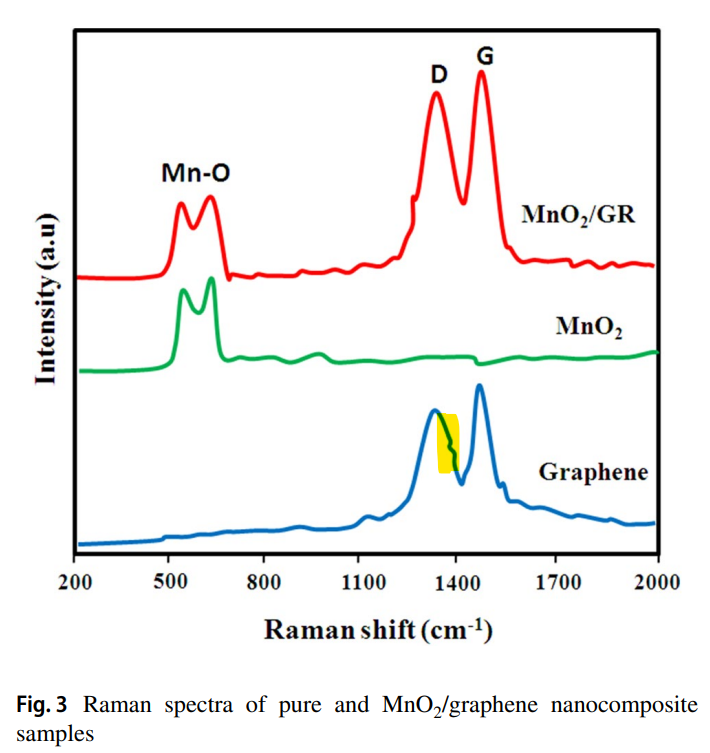 D
G
Mn-O
MnO₂/GR
MnO₂
Graphene
Intensity (a.u)
200 500 800 1100 1400 1700 2000
Raman shift (cm⁻¹)
Fig. 3 Raman spectra of pure and MnO₂/graphene nanocomposite
samples